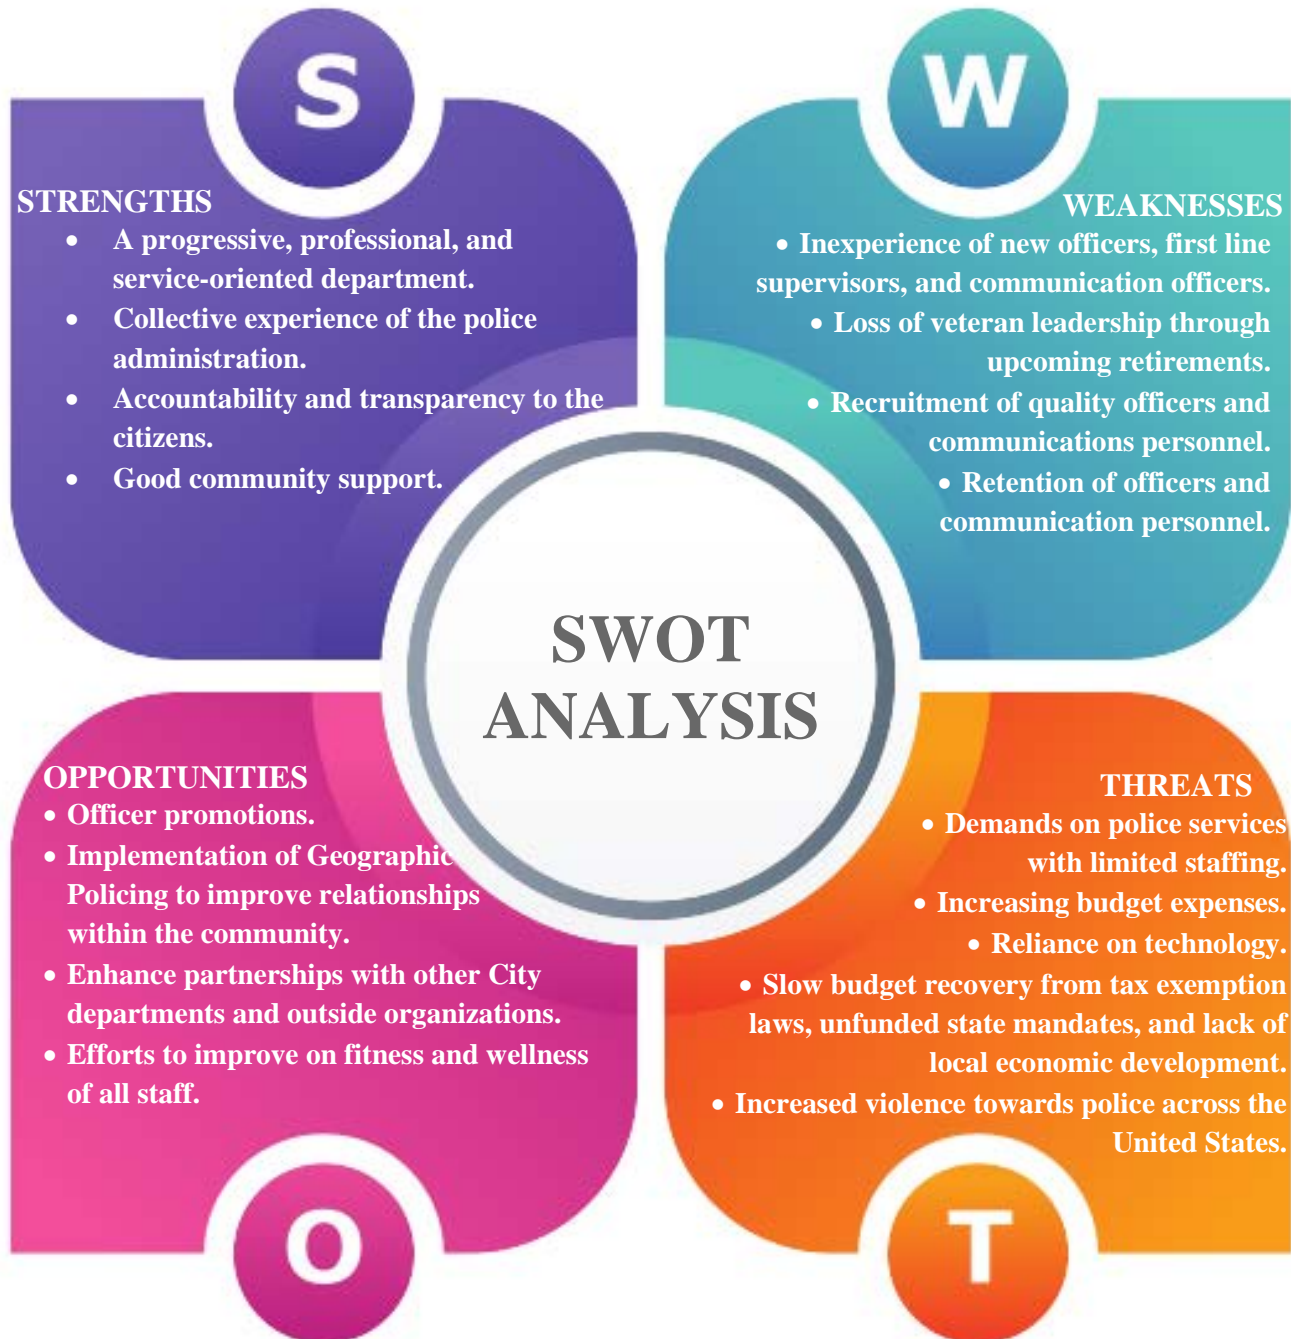 S
STRENGTHS
• A progressive, professional, and
service-oriented department.
• Collective experience of the police
administration.
• Accountability and transparency to the
citizens.
• Good community support.
W
WEAKNESSES
• Inexperience of new officers, first line
supervisors, and communication officers.
• Loss of veteran leadership through
upcoming retirements.
• Recruitment of quality officers and
communications personnel.
• Retention of officers and
communication personnel.
SWOT
ANALYSIS
OPPORTUNITIES
• Officer promotions.
• Implementation of Geographic
Policing to improve relationships
within the community.
• Enhance partnerships with other City
departments and outside organizations.
• Efforts to improve on fitness and wellness
of all staff.
O
THREATS
• Demands on police services
with limited staffing.
• Increasing budget expenses.
• Reliance on technology.
• Slow budget recovery from tax exemption
laws, unfunded state mandates, and lack of
local economic development.
• Increased violence towards police across the
United States.
T